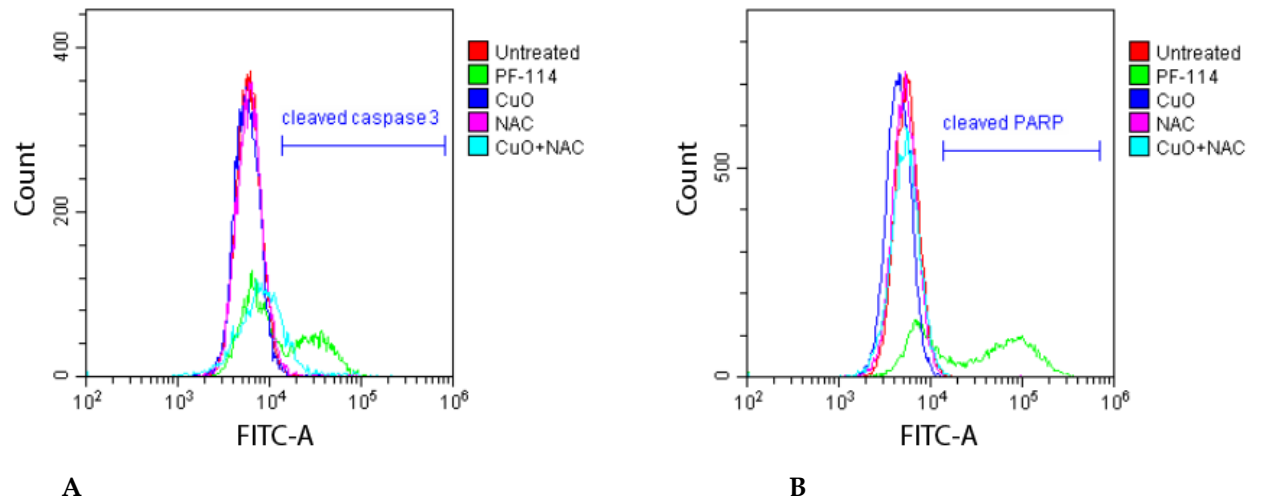 400
200
0
Count
cleaved caspase 3
Untreated
PF-114
CuO
NAC
CuO+NAC
10² 10³ 10⁴ 10⁵ 10⁶
FITC-A
A
500
0
Count
cleaved PARP
Untreated
PF-114
CuO
NAC
CuO+NAC
10² 10³ 10⁴ 10⁵ 10⁶
FITC-A
B